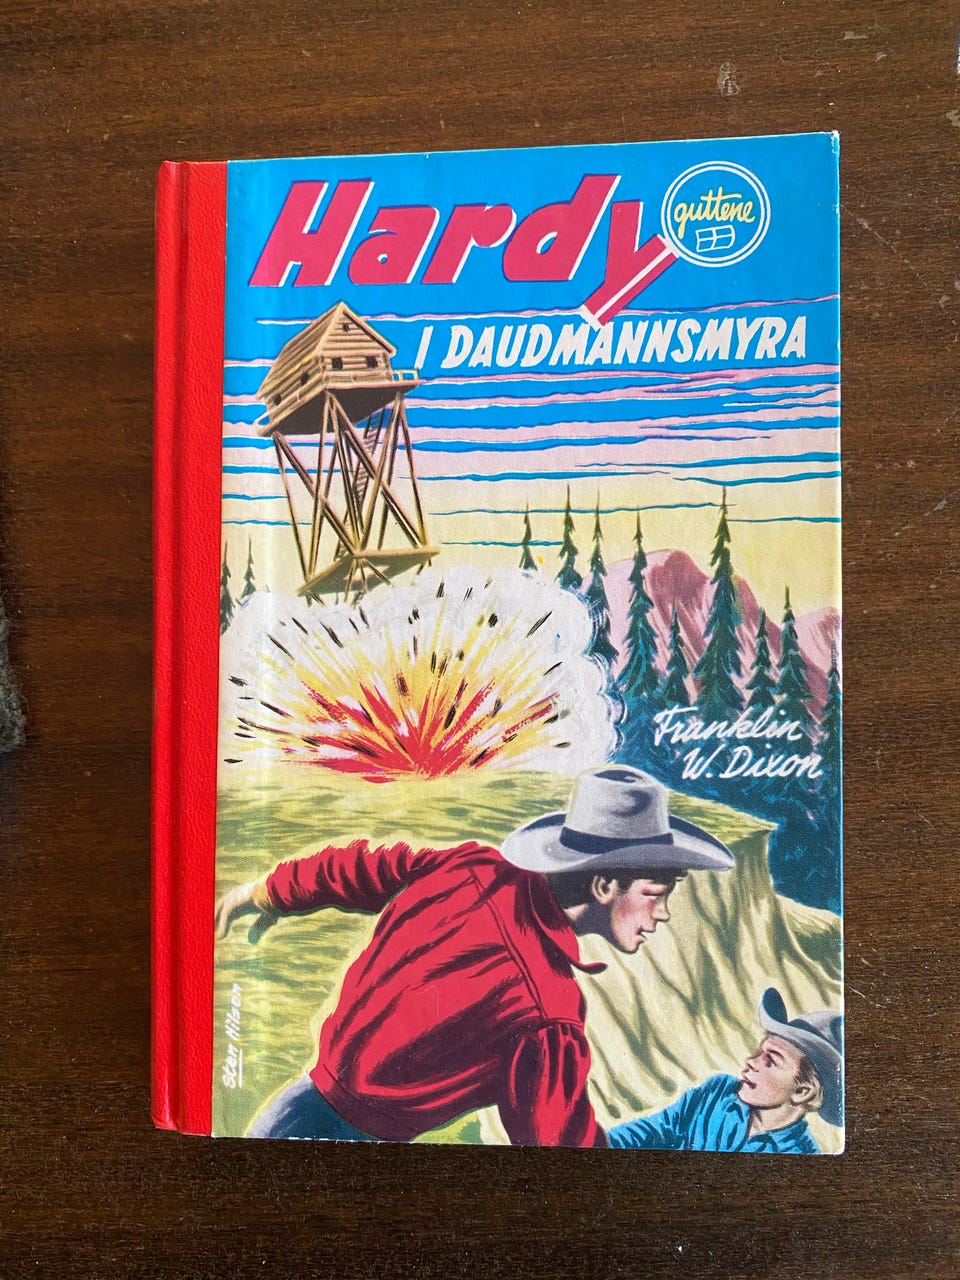 Hardy
guttene
I DAUDMANNSMYRA
Franklin
W. Dixon
Sten Nilsen